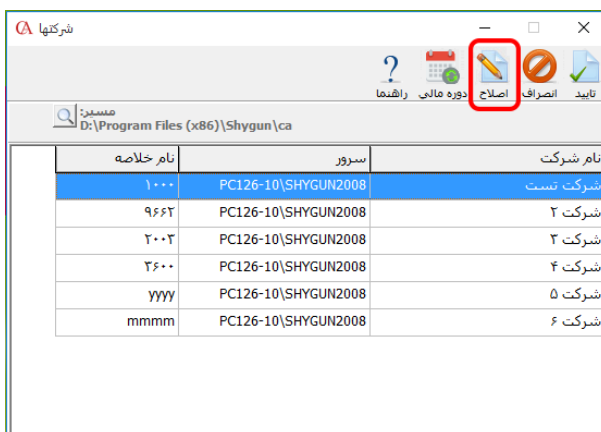 شرکتها CA
تایید انصراف اصلاح دوره مالی راهنما
مسیر:
D:\Program Files (x86)\Shygun\ca
نام شرکت سرور نام خلاصه
شرکت تست PC126-10\SHYGUN2008 ۱۰۰۰
شرکت ۲ PC126-10\SHYGUN2008 ۹۶۶۲
شرکت ۳ PC126-10\SHYGUN2008 ۲۰۰۳
شرکت ۴ PC126-10\SHYGUN2008 ۳۶۰۰
شرکت ۵ PC126-10\SHYGUN2008 yyyy
شرکت ۶ PC126-10\SHYGUN2008 mmmm